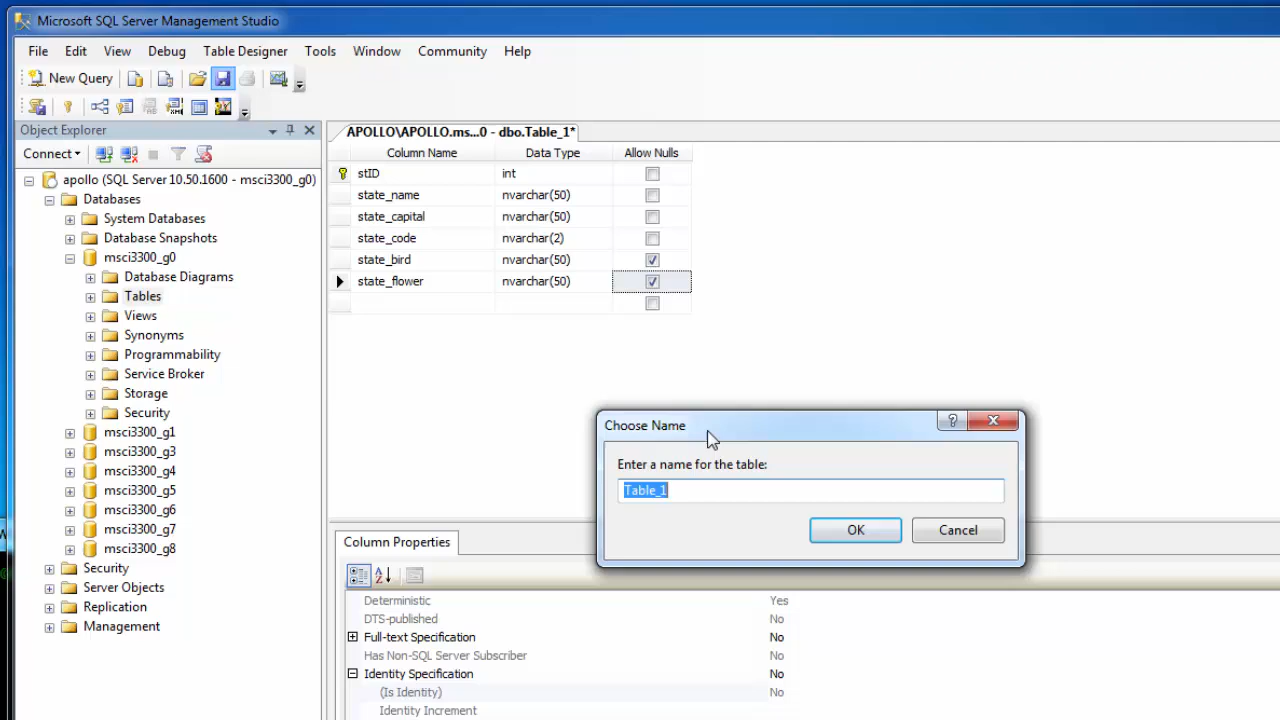 Microsoft SQL Server Management Studio
File Edit View Debug Table Designer Tools Window Community Help
New Query
Object Explorer
Connect
apollo (SQL Server 10.50.1600 - msci3300_g0)
Databases
System Databases
Database Snapshots
msci3300_g0
Database Diagrams
Tables
Views
Synonyms
Programmability
Service Broker
Storage
Security
msci3300_g1
msci3300_g3
msci3300_g4
msci3300_g5
msci3300_g6
msci3300_g7
msci3300_g8
Security
Server Objects
Replication
Management
APOLLO\APOLLO.ms...0 - dbo.Table_1*
Column Name Data Type Allow Nulls
stID int
state_name nvarchar(50)
state_capital nvarchar(50)
state_code nvarchar(2)
state_bird nvarchar(50)
state_flower nvarchar(50)
Choose Name
Enter a name for the table:
Table_1
OK Cancel
Column Properties
Deterministic Yes
DTS-published No
Full-text Specification No
Has Non-SQL Server Subscriber No
Identity Specification No
(Is Identity) No
Identity Increment